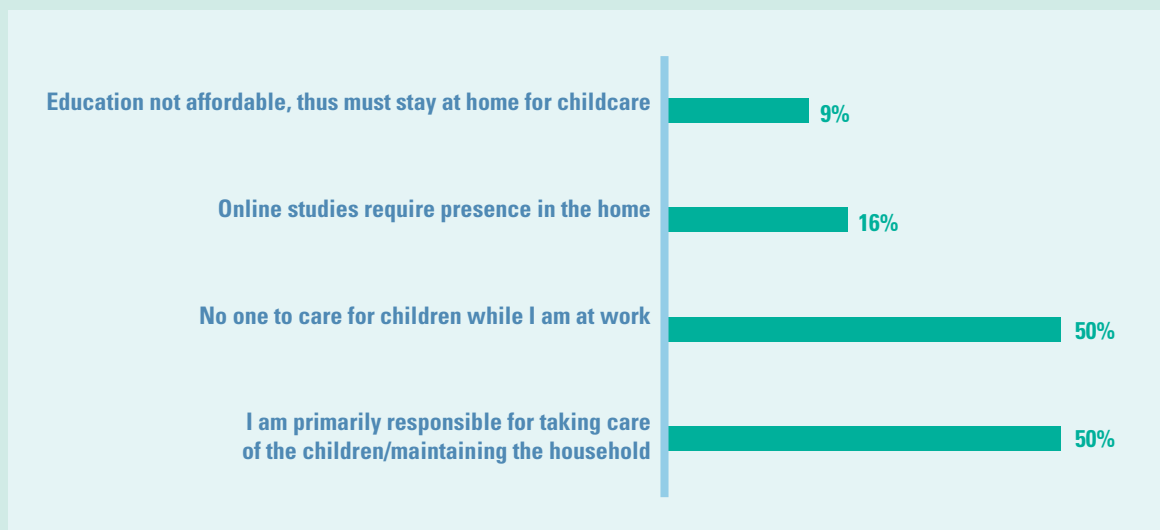 Education not affordable, thus must stay at home for childcare
9%
Online studies require presence in the home
16%
No one to care for children while I am at work
50%
I am primarily responsible for taking care
of the children/maintaining the household
50%